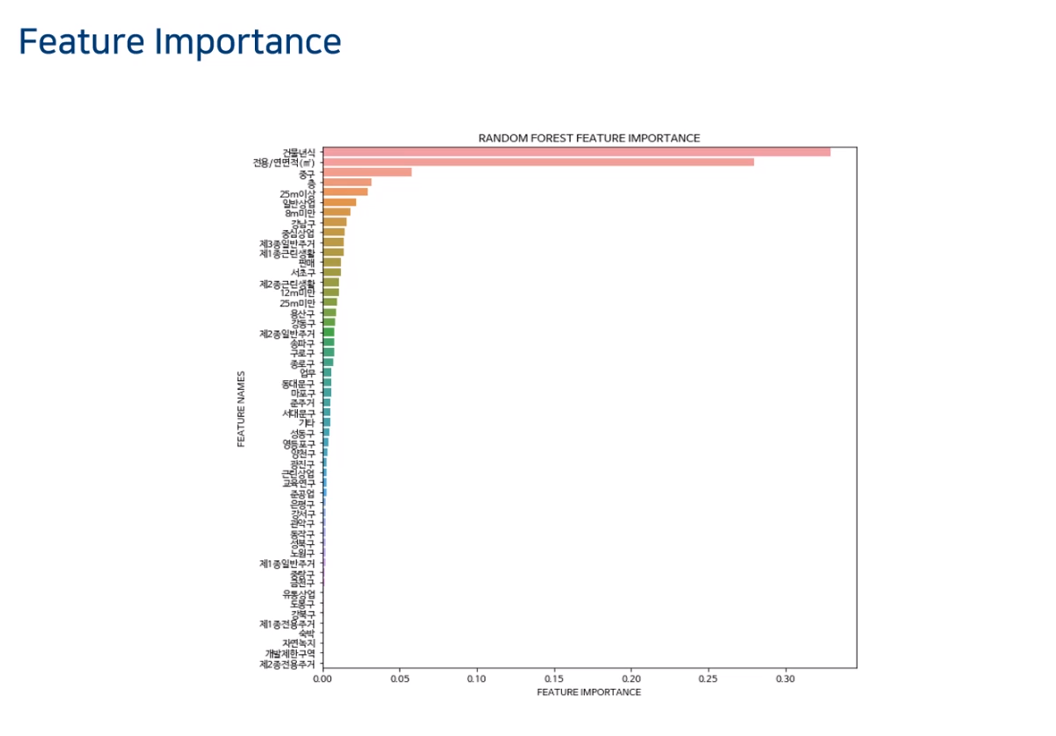 Feature Importance
RANDOM FOREST FEATURE IMPORTANCE
건물년식
전용/연면적(㎡)
중구
층
25m이상
일반상업
8m미만
강남구
중심상업
제3종일반주거
제1종근린생활
판매
서초구
제2종근린생활
12m미만
25m미만
용산구
강동구
제2종일반주거
송파구
구로구
종로구
업무
동대문구
마포구
준주거
서대문구
기타
성동구
영등포구
양천구
광진구
근린상업
교육연구
준공업
은평구
강서구
관악구
동작구
성북구
노원구
제1종일반주거
중랑구
금천구
유통상업
도봉구
강북구
제1종전용주거
숙박
자연녹지
개발제한구역
제2종전용주거
FEATURE NAMES
0.00 0.05 0.10 0.15 0.20 0.25 0.30
FEATURE IMPORTANCE